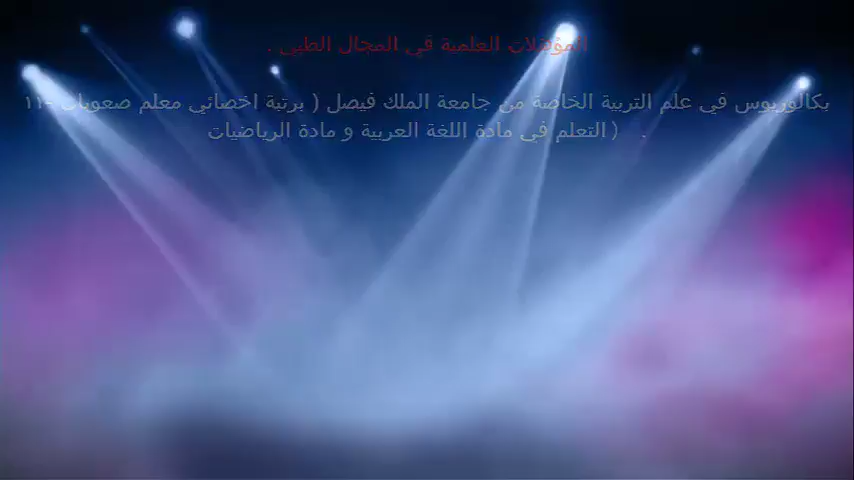 المؤهلات العلمية في المجال الطبي .
١١- بكالوريوس في علم التربية الخاصة من جامعة الملك فيصل ( برتبة اخصائي معلم صعوبات
التعلم في مادة اللغة العربية و مادة الرياضيات ) .